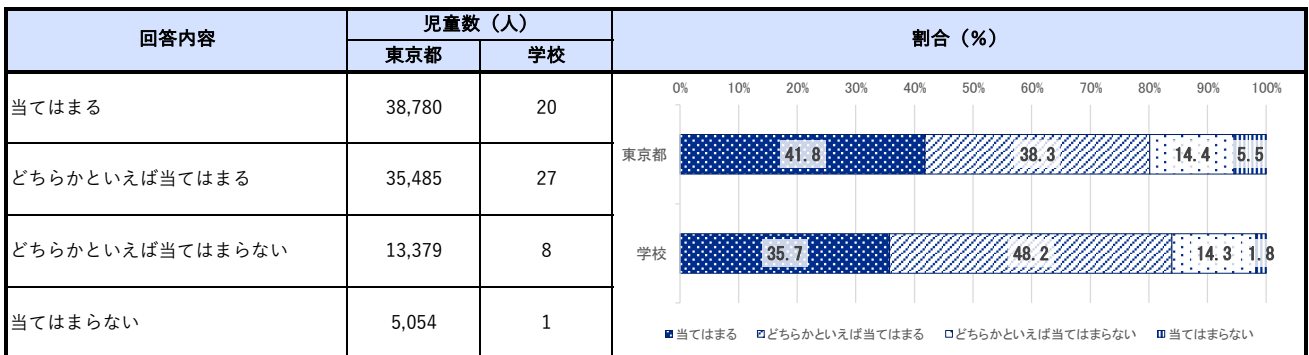 回答内容
児童数（人）
割合（％）
東京都
学校
当てはまる
38,780
20
どちらかといえば当てはまる
35,485
27
どちらかといえば当てはまらない
13,379
8
当てはまらない
5,054
1
0% 10% 20% 30% 40% 50% 60% 70% 80% 90% 100%
東京都 41.8 38.3 14.4 5.5
学校 35.7 48.2 14.3 1.8
当てはまる どちらかといえば当てはまる どちらかといえば当てはまらない 当てはまらない